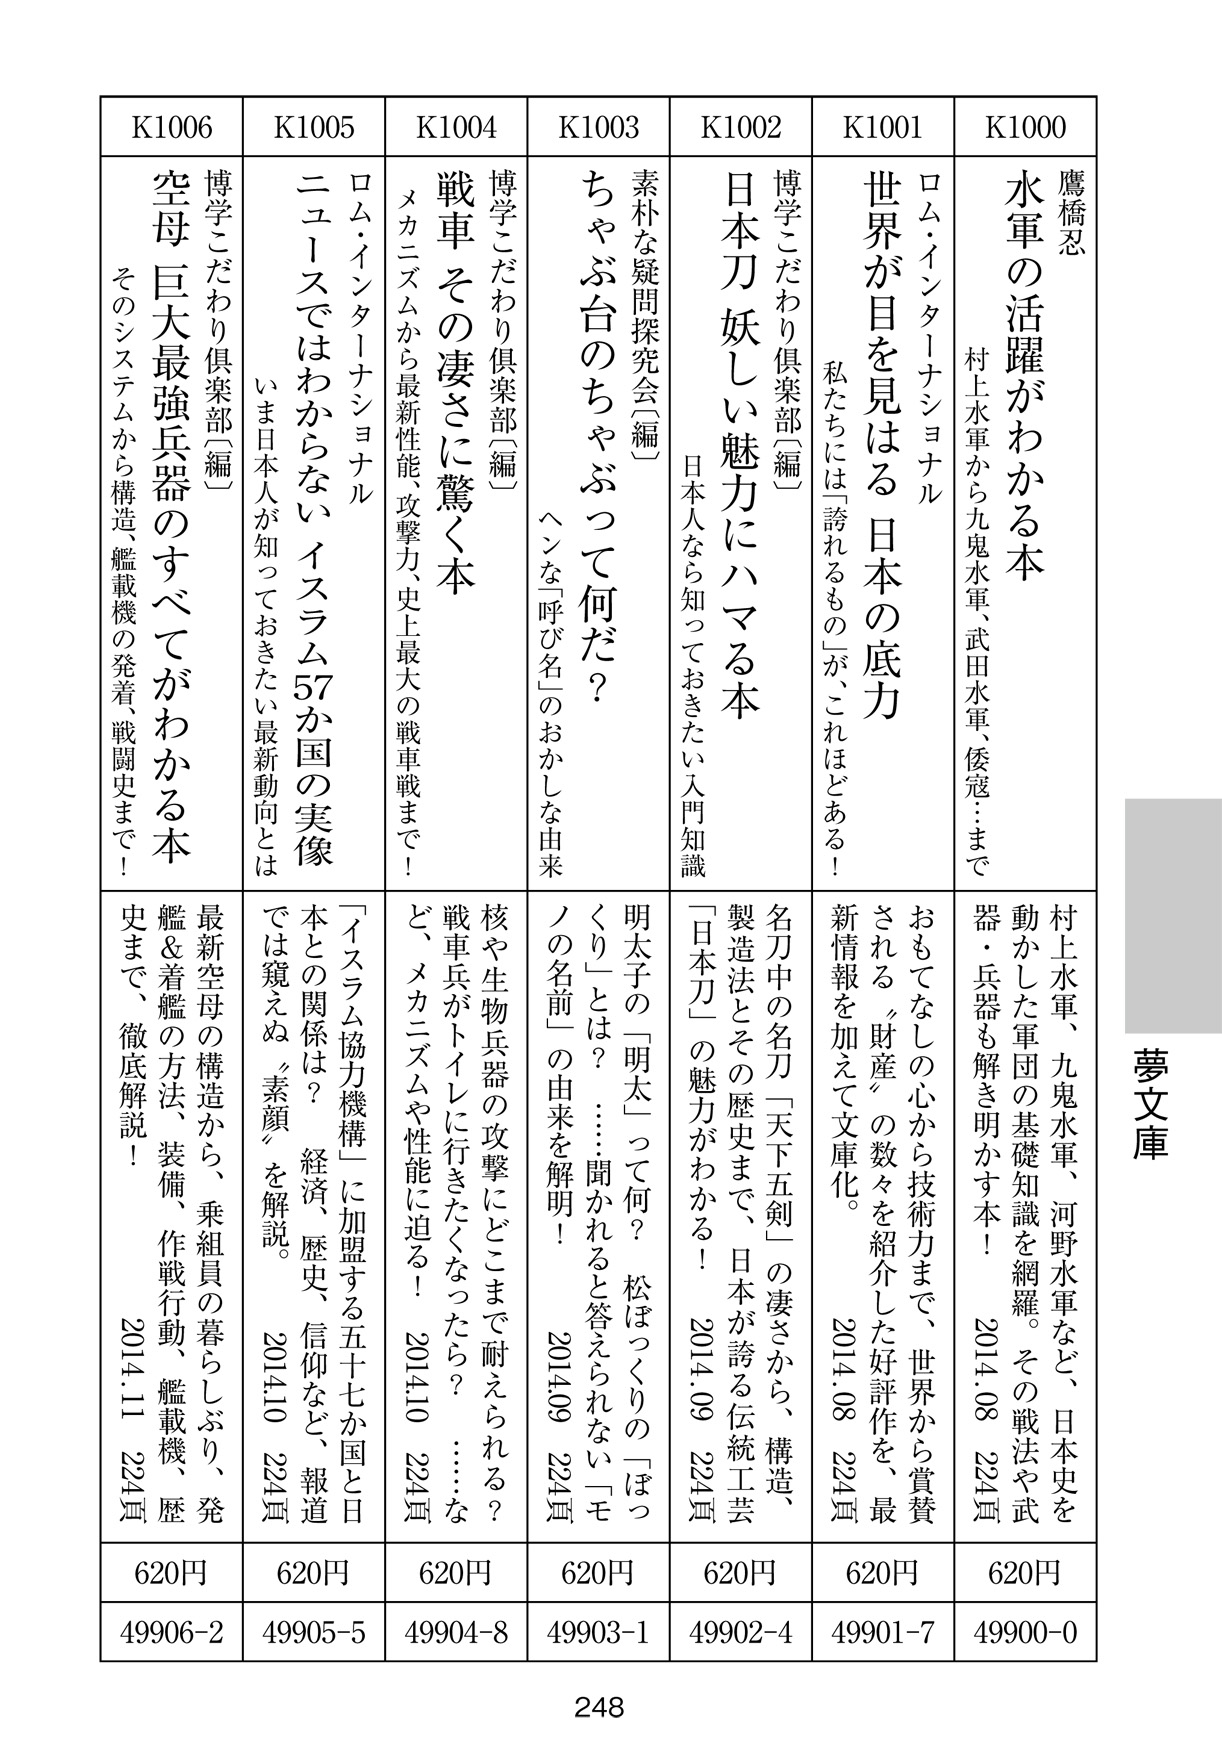 K1000
鷹橋忍
水軍の活躍がわかる本
村上水軍から九鬼水軍、武田水軍、倭寇…まで
村上水軍、九鬼水軍、河野水軍など、日本史を
動かした軍団の基礎知識を網羅。その戦法や武
器・兵器も解き明かす本！ 2014.08 224頁
620円
49900-0
K1001
ロム・インターナショナル
世界が目を見はる 日本の底力
私たちには「誇れるもの」が、これほどある！
おもてなしの心から技術力まで、世界から賞賛
される〝財産〟の数々を紹介した好評作を、最
新情報を加えて文庫化。 2014.08 224頁
620円
49901-7
K1002
博学こだわり倶楽部〔編〕
日本刀 妖しい魅力にハマる本
日本人なら知っておきたい入門知識
名刀中の名刀「天下五剣」の凄さから、構造、
製造法とその歴史まで、日本が誇る伝統工芸
「日本刀」の魅力がわかる！ 2014.09 224頁
620円
49902-4
K1003
素朴な疑問探究会〔編〕
ちゃぶ台のちゃぶって何だ？
ヘンな「呼び名」のおかしな由来
明太子の「明太」って何？ 松ぼっくりの「ぼっ
くり」とは？ ……聞かれると答えられない「モ
ノの名前」の由来を解明！ 2014.09 224頁
620円
49903-1
K1004
博学こだわり倶楽部〔編〕
戦車 その凄さに驚く本
メカニズムから最新性能、攻撃力、史上最大の戦車戦まで！
核や生物兵器の攻撃にどこまで耐えられる？
戦車兵がトイレに行きたくなったら？ ……な
ど、メカニズムや性能に迫る！ 2014.10 224頁
620円
49904-8
K1005
ロム・インターナショナル
ニュースではわからない イスラム57か国の実像
いま日本人が知っておきたい最新動向とは
「イスラム協力機構」に加盟する五十七か国と日
本との関係は？ 経済、歴史、信仰など、報道
では窺えぬ〝素顔〟を解説。 2014.10 224頁
620円
49905-5
K1006
博学こだわり倶楽部〔編〕
空母 巨大最強兵器のすべてがわかる本
そのシステムから構造、艦載機の発着、戦闘史まで！
最新空母の構造から、乗組員の暮らしぶり、発
艦＆着艦の方法、装備、作戦行動、艦載機、歴
史まで、徹底解説！ 2014.11 224頁
620円
49906-2
夢文庫
248